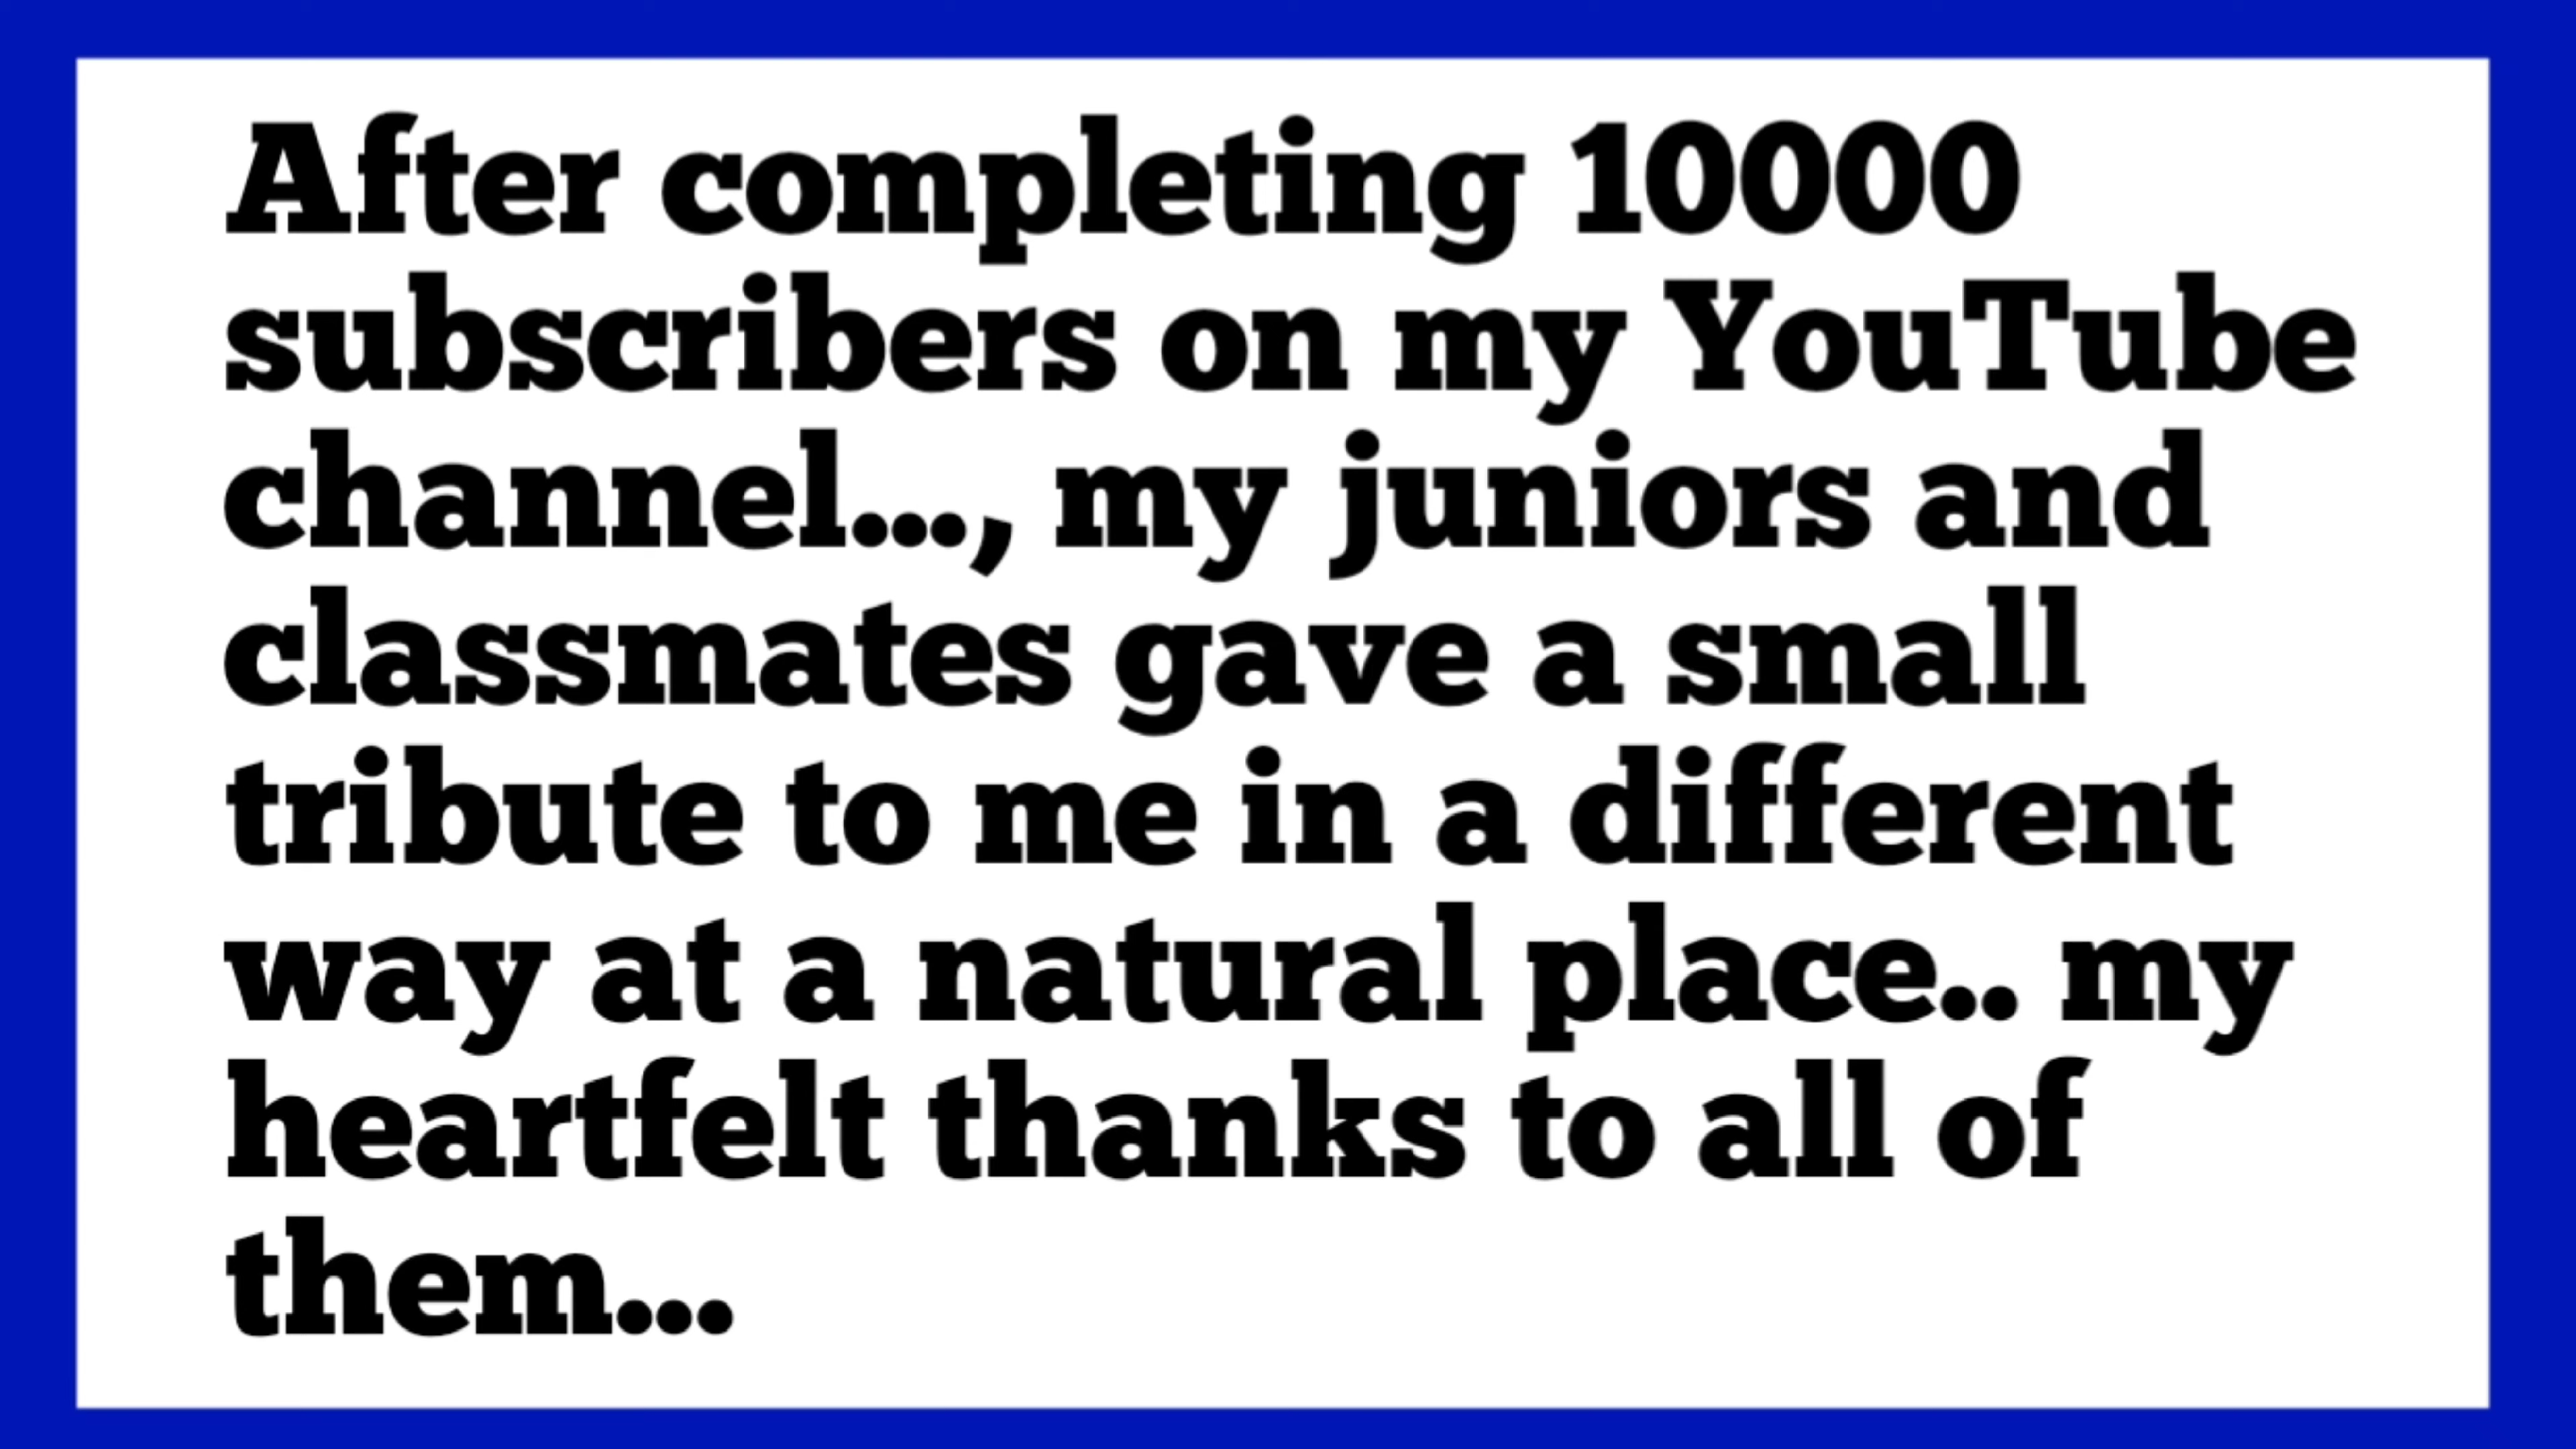 After completing 10000
subscribers on my YouTube
channel..., my juniors and
classmates gave a small
tribute to me in a different
way at a natural place.. my
heartfelt thanks to all of
them...